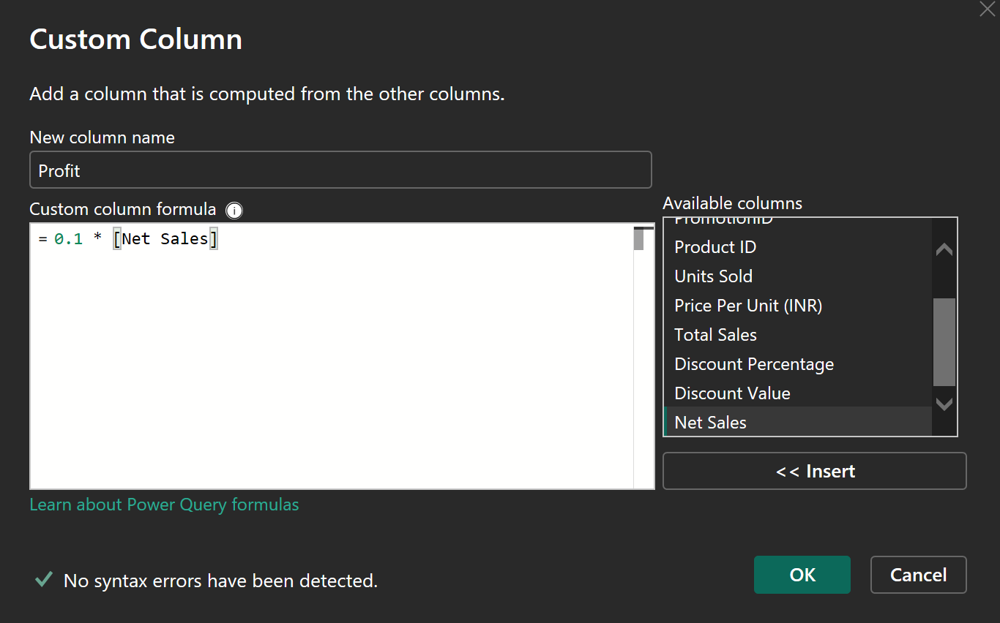 Custom Column
Add a column that is computed from the other columns.
New column name
Profit
Custom column formula
= 0.1 * [Net Sales]
Available columns
PromotionID
Product ID
Units Sold
Price Per Unit (INR)
Total Sales
Discount Percentage
Discount Value
Net Sales
<< Insert
Learn about Power Query formulas
No syntax errors have been detected.
OK
Cancel